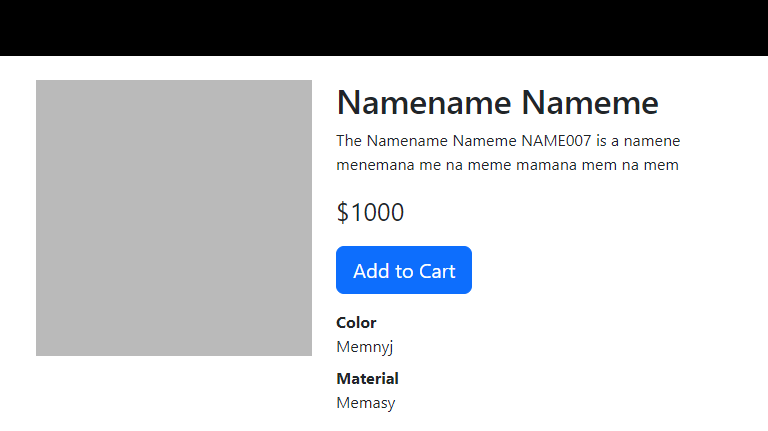 Namename Nameme
The Namename Nameme NAME007 is a namene
menemana me na meme mamana mem na mem
$1000
Add to Cart
Color
Memnyj
Material
Memasy